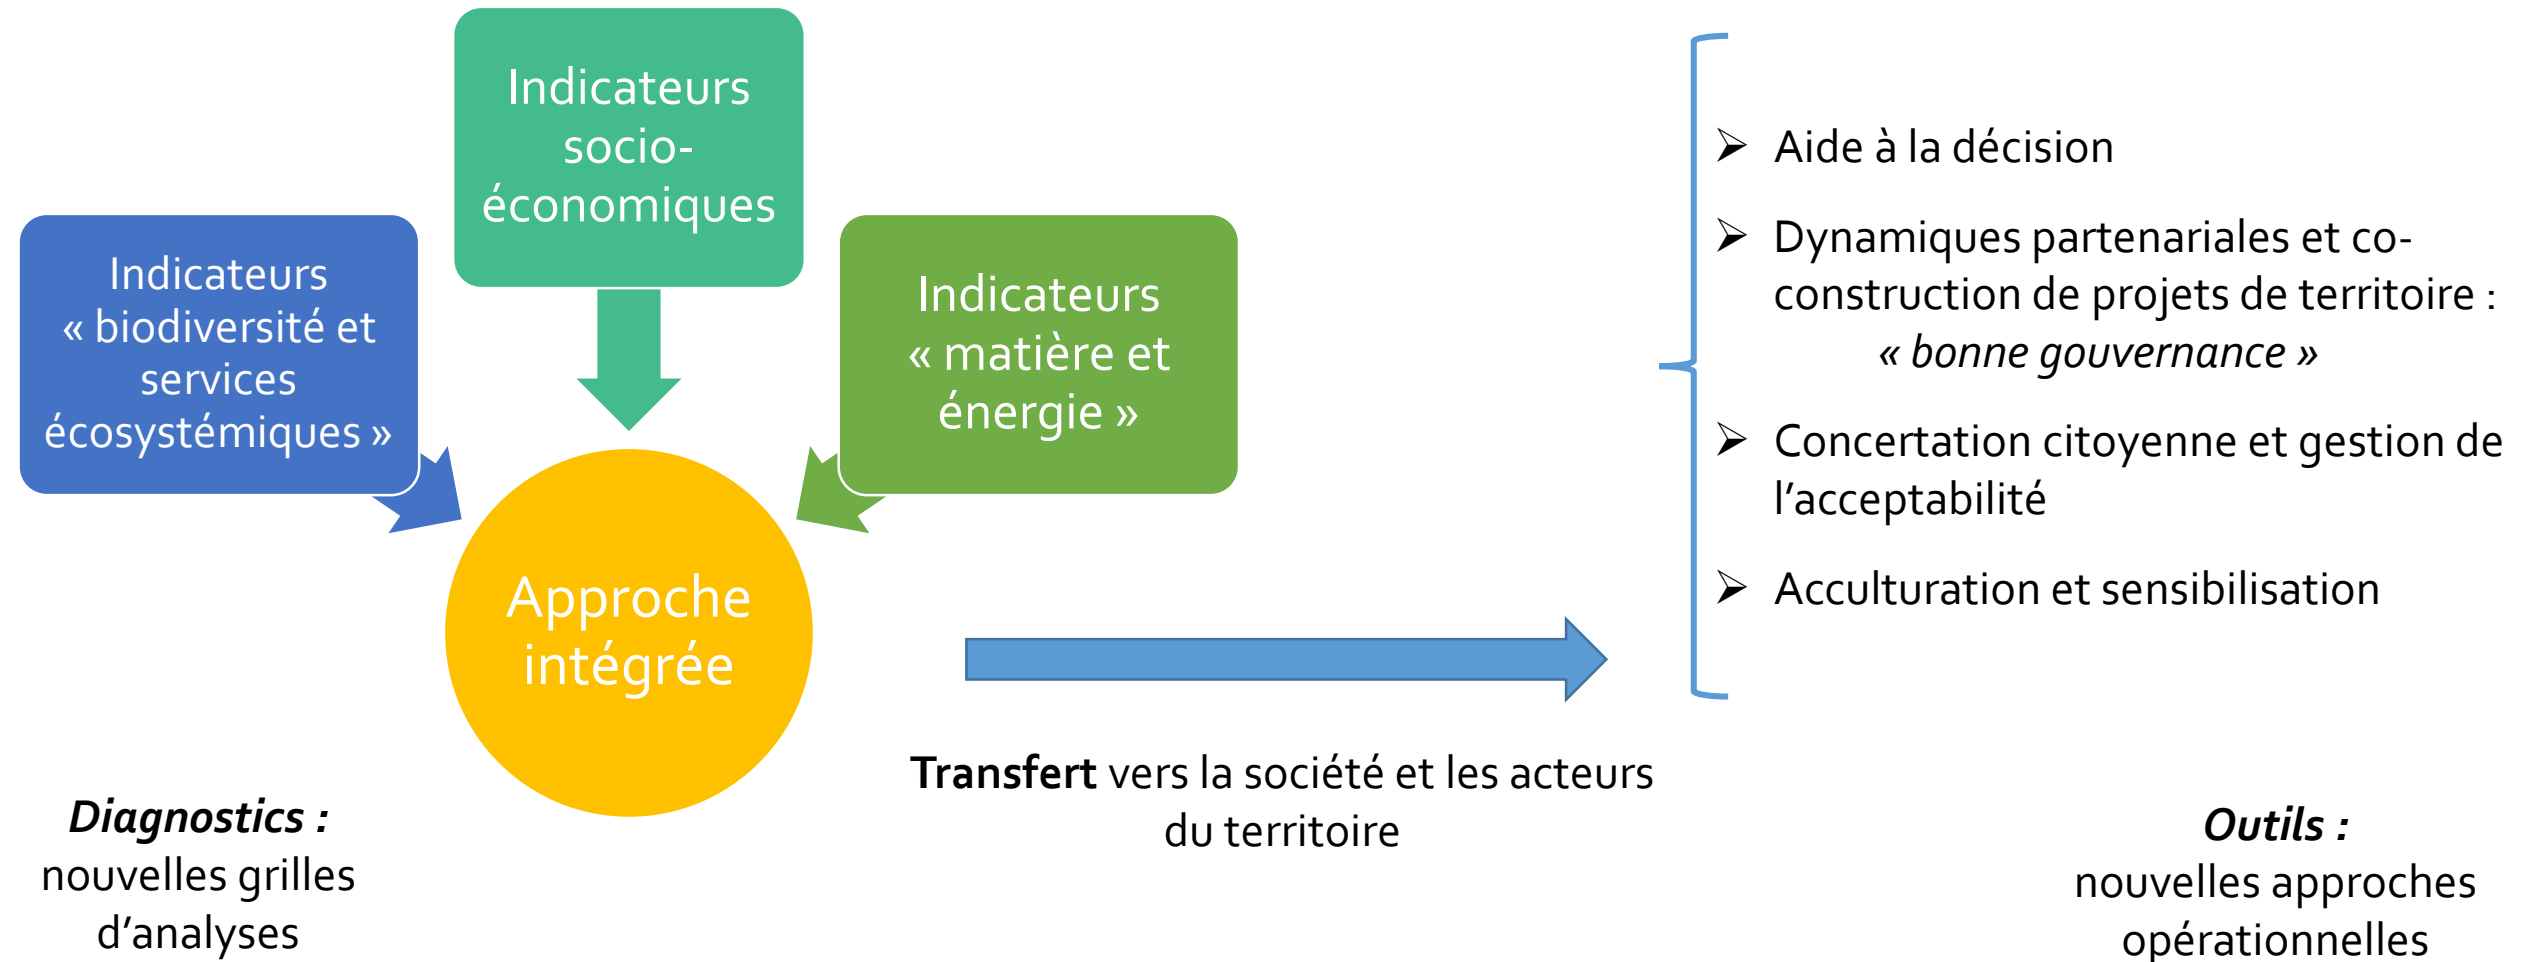 Indicateurs
socio-
économiques
Indicateurs
« biodiversité et
services
écosystémiques »
Indicateurs
« matière et
énergie »
Approche
intégrée
Diagnostics :
nouvelles grilles
d’analyses
Transfert vers la société et les acteurs
du territoire
➢ Aide à la décision
➢ Dynamiques partenariales et co-
construction de projets de territoire :
« bonne gouvernance »
➢ Concertation citoyenne et gestion de
l’acceptabilité
➢ Acculturation et sensibilisation
Outils :
nouvelles approches
opérationnelles